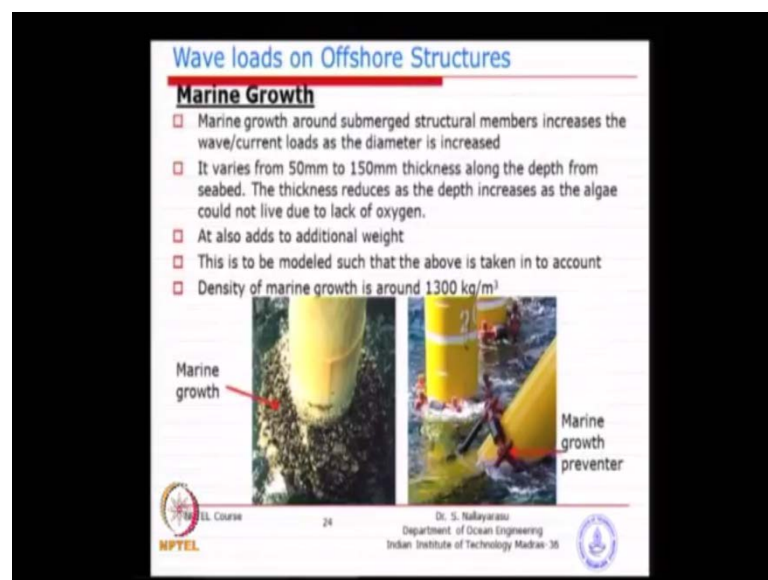 Wave loads on Offshore Structures
Marine Growth
Marine growth around submerged structural members increases the
wave/current loads as the diameter is increased
It varies from 50mm to 150mm thickness along the depth from
seabed. The thickness reduces as the depth increases as the algae
could not live due to lack of oxygen.
At also adds to additional weight
This is to be modeled such that the above is taken in to account
Density of marine growth is around 1300 kg/m³
Marine
growth
Marine
growth
preventer
NPTEL Course
24
Dr. S. Nallayarasu
Department of Ocean Engineering
Indian Institute of Technology Madras-36
NPTEL